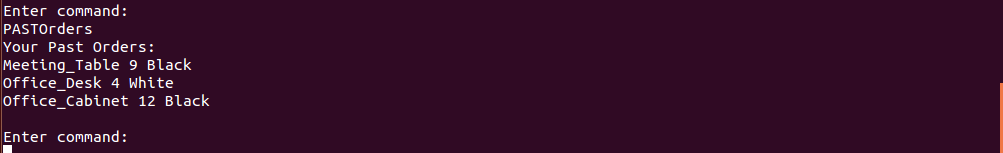 Enter command:
PASTOrders
Your Past Orders:
Meeting_Table 9 Black
Office_Desk 4 White
Office_Cabinet 12 Black
Enter command: